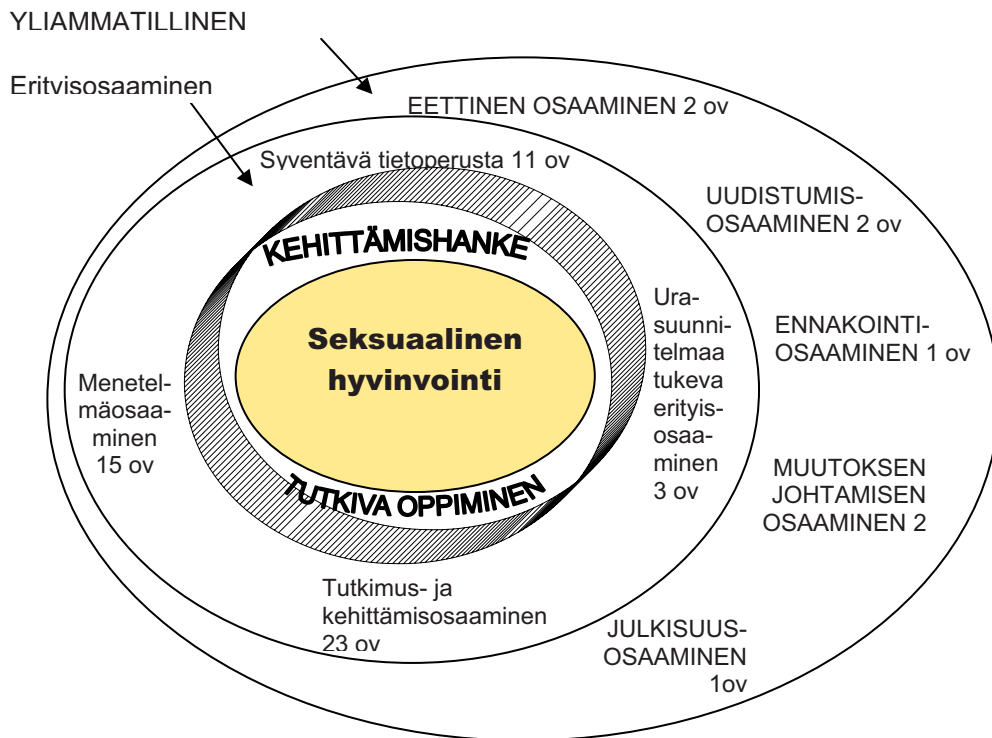 YLIAMMATILLINEN
Eritvisosaaminen
EETTINEN OSAAMINEN 2 ov
Syventävä tietoperusta 11 ov
UUDISTUMIS-
OSAAMINEN 2 ov
KEHITTÄMISHANKE
Seksuaalinen
hyvinvointi
TUTKIVA OPPIMINEN
Ura-
suunni-
telmaa
tukeva
erityis-
osaa-
minen
3 ov
ENNAKOINTI-
OSAAMINEN 1 ov
Menetel-
mäosaa-
minen
15 ov
MUUTOKSEN
JOHTAMISEN
OSAAMINEN 2
Tutkimus- ja
kehittämisosaaminen
23 ov
JULKISUUS-
OSAAMINEN
1ov